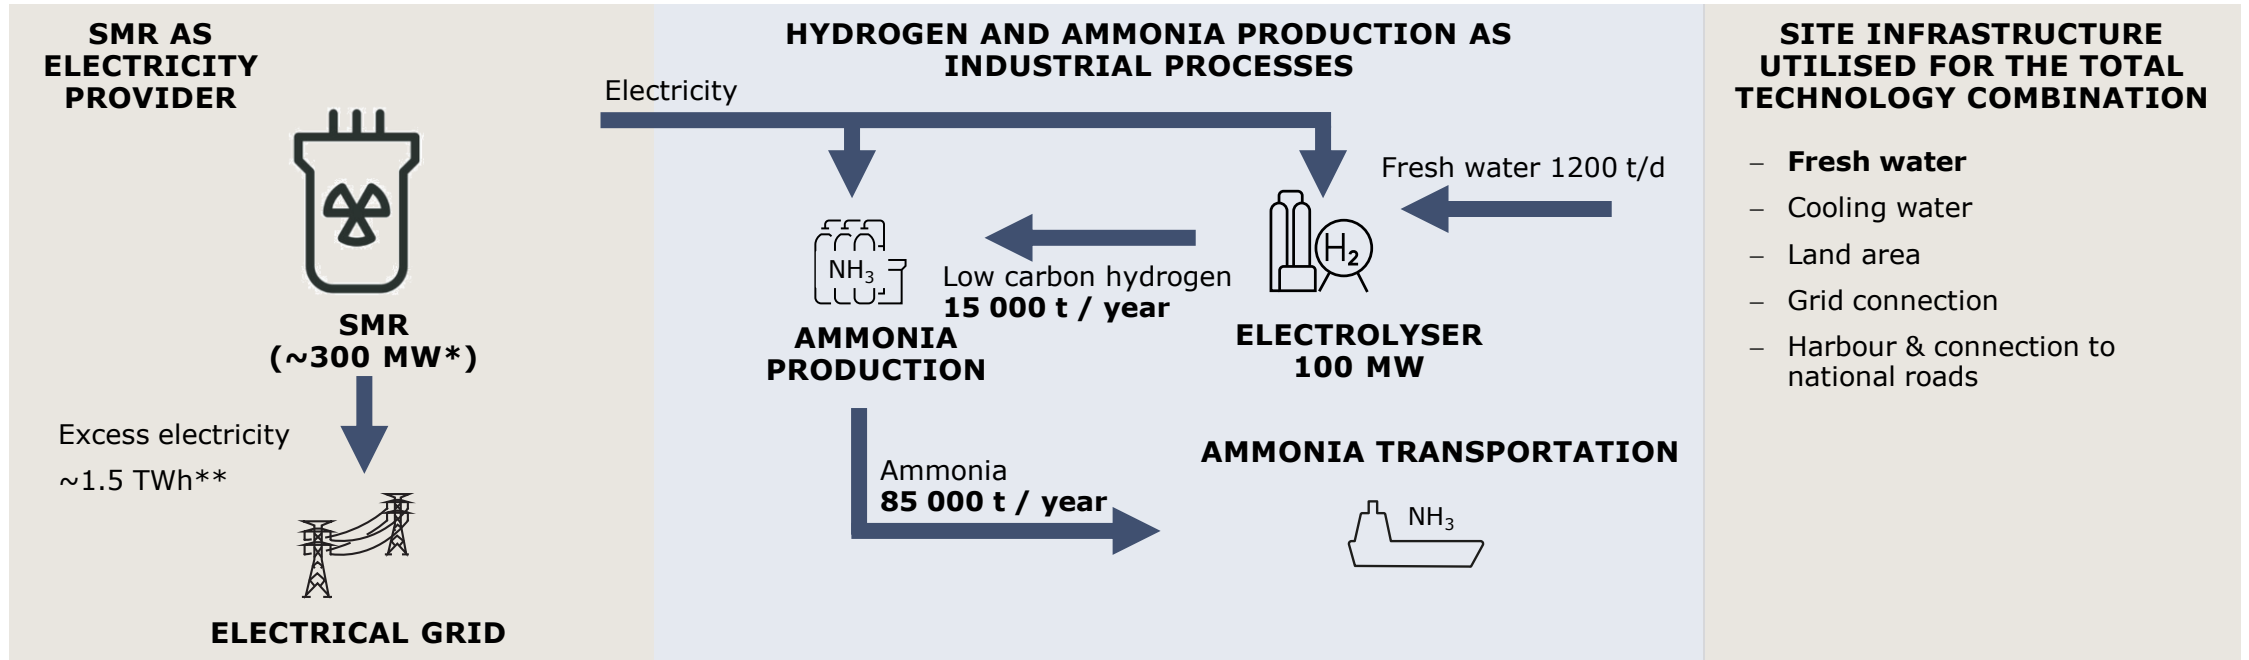 SMR AS
ELECTRICITY
PROVIDER
SMR
(~300 MW*)
Excess electricity
~1.5 TWh**
ELECTRICAL GRID
HYDROGEN AND AMMONIA PRODUCTION AS
INDUSTRIAL PROCESSES
Electricity
Fresh water 1200 t/d
NH₃
H₂
Low carbon hydrogen
15 000 t / year
AMMONIA
PRODUCTION
ELECTROLYSER
100 MW
Ammonia
85 000 t / year
AMMONIA TRANSPORTATION
NH₃
SITE INFRASTRUCTURE
UTILISED FOR THE TOTAL
TECHNOLOGY COMBINATION
– Fresh water
– Cooling water
– Land area
– Grid connection
– Harbour & connection to
national roads